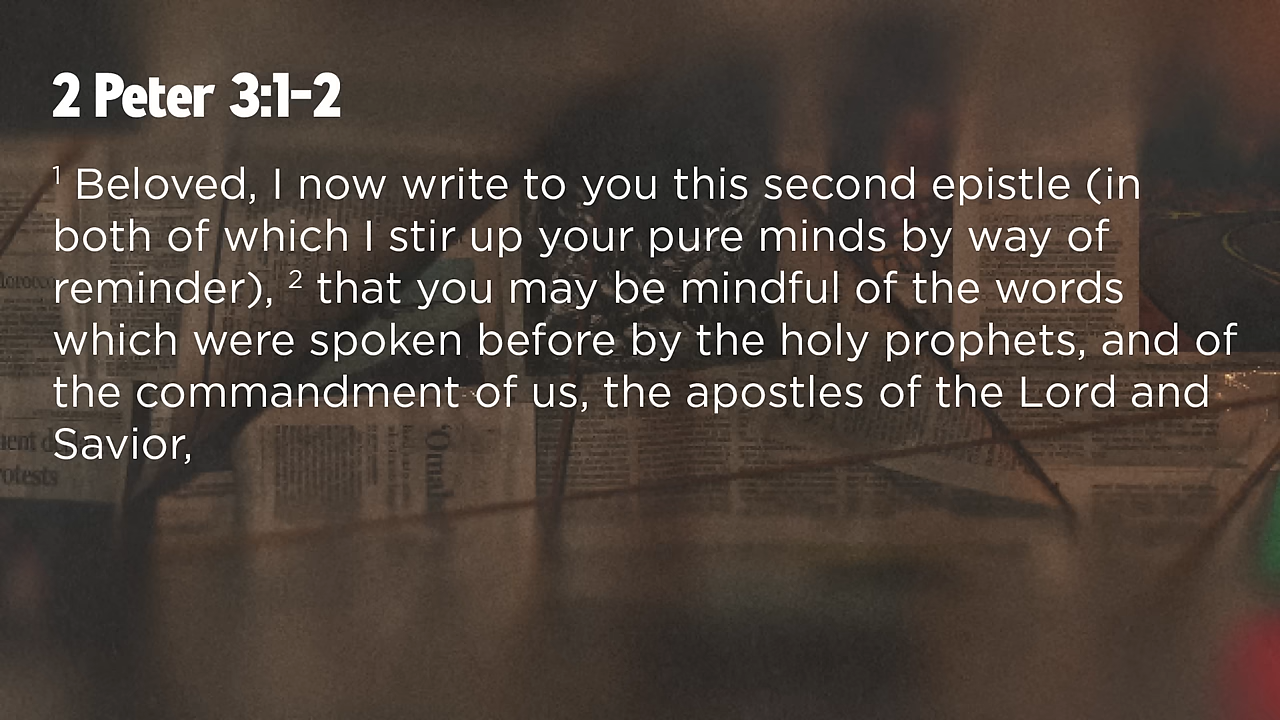 2 Peter 3:1-2
1 Beloved, I now write to you this second epistle (in
both of which I stir up your pure minds by way of
reminder), 2 that you may be mindful of the words
which were spoken before by the holy prophets, and of
the commandment of us, the apostles of the Lord and
Savior,